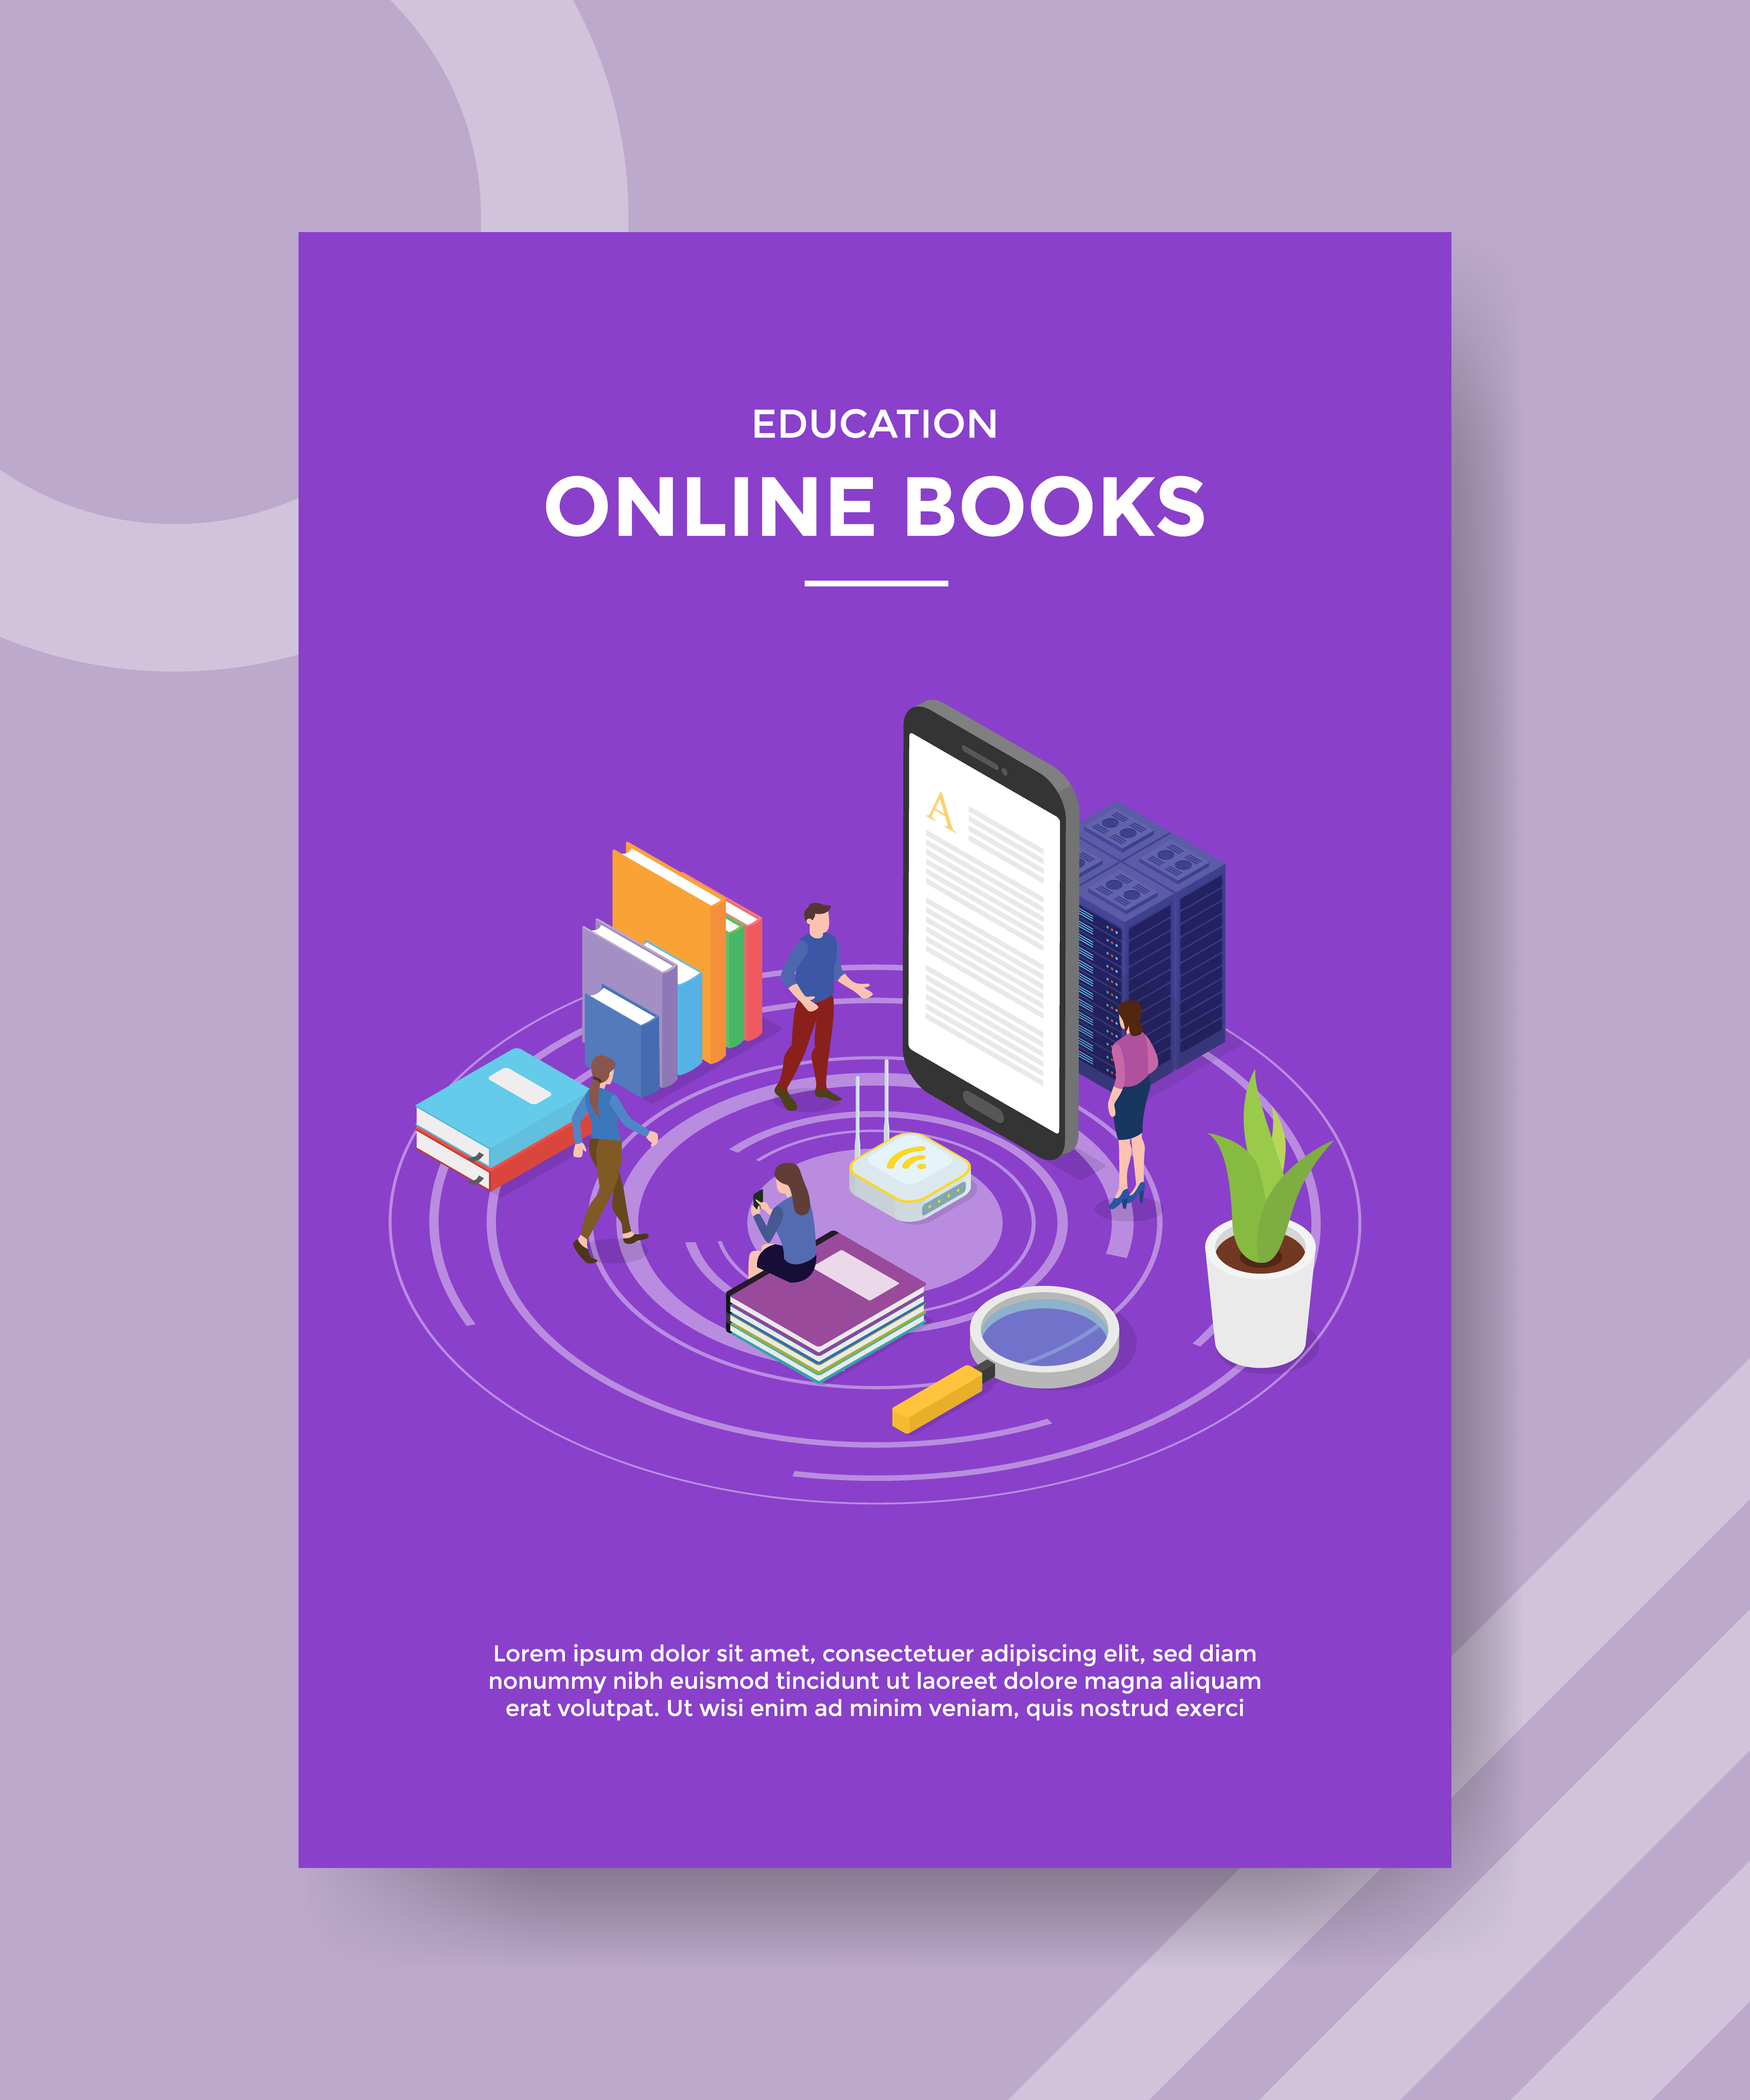 EDUCATION
ONLINE BOOKS
A
Lorem ipsum dolor sit amet, consectetuer adipiscing elit, sed diam
nonummy nibh euismod tincidunt ut laoreet dolore magna aliquam
erat volutpat. Ut wisi enim ad minim veniam, quis nostrud exerci